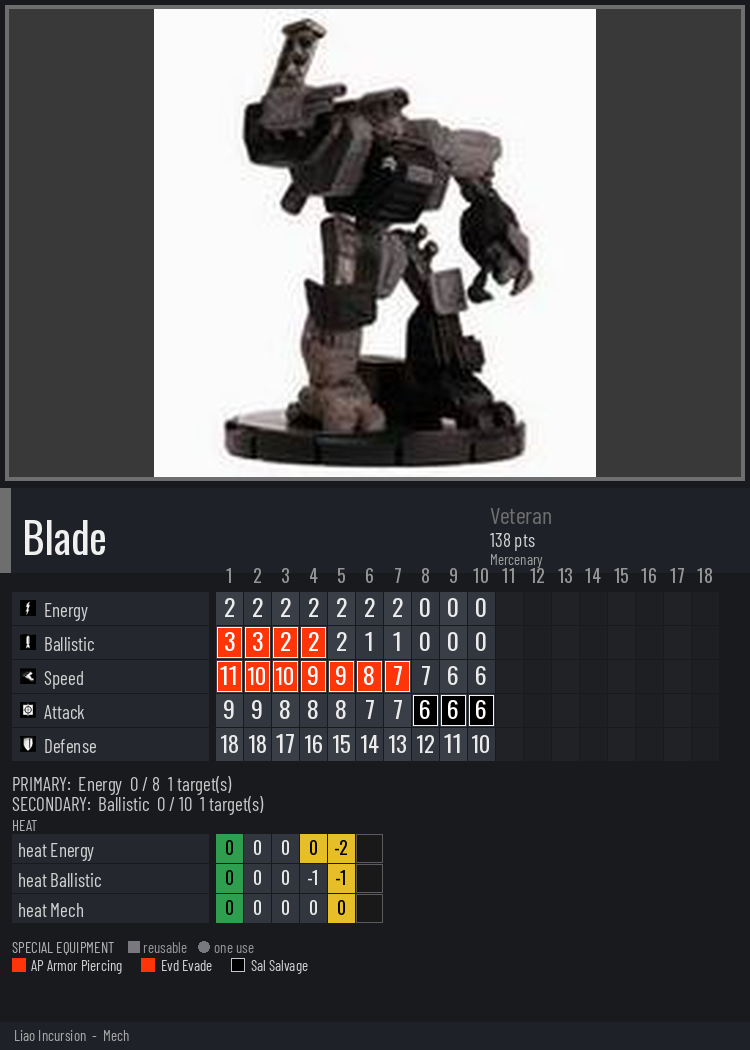 Blade
Veteran
138 pts
Mercenary
1 2 3 4 5 6 7 8 9 10 11 12 13 14 15 16 17 18
Energy 2 2 2 2 2 2 2 0 0 0
Ballistic 3 3 2 2 2 1 1 0 0 0
Speed 11 10 10 9 9 8 7 7 6 6
Attack 9 9 8 8 8 7 7 6 6 6
Defense 18 18 17 16 15 14 13 12 11 10
PRIMARY: Energy 0 / 8 1 target(s)
SECONDARY: Ballistic 0 / 10 1 target(s)
HEAT
heat Energy 0 0 0 0 -2
heat Ballistic 0 0 0 -1 -1
heat Mech 0 0 0 0 0
SPECIAL EQUIPMENT reusable one use
AP Armor Piercing Evd Evade Sal Salvage
Liao Incursion - Mech